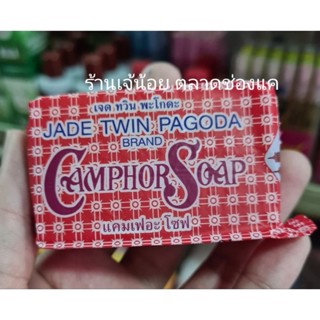 ร้านเจ้น้อย ตลาดช่องแค
เจด ทวิน พะโกดะ
JADE TWIN PAGODA
BRAND
CAMPHOR SOAP
แคมเฟอะ โซฟ